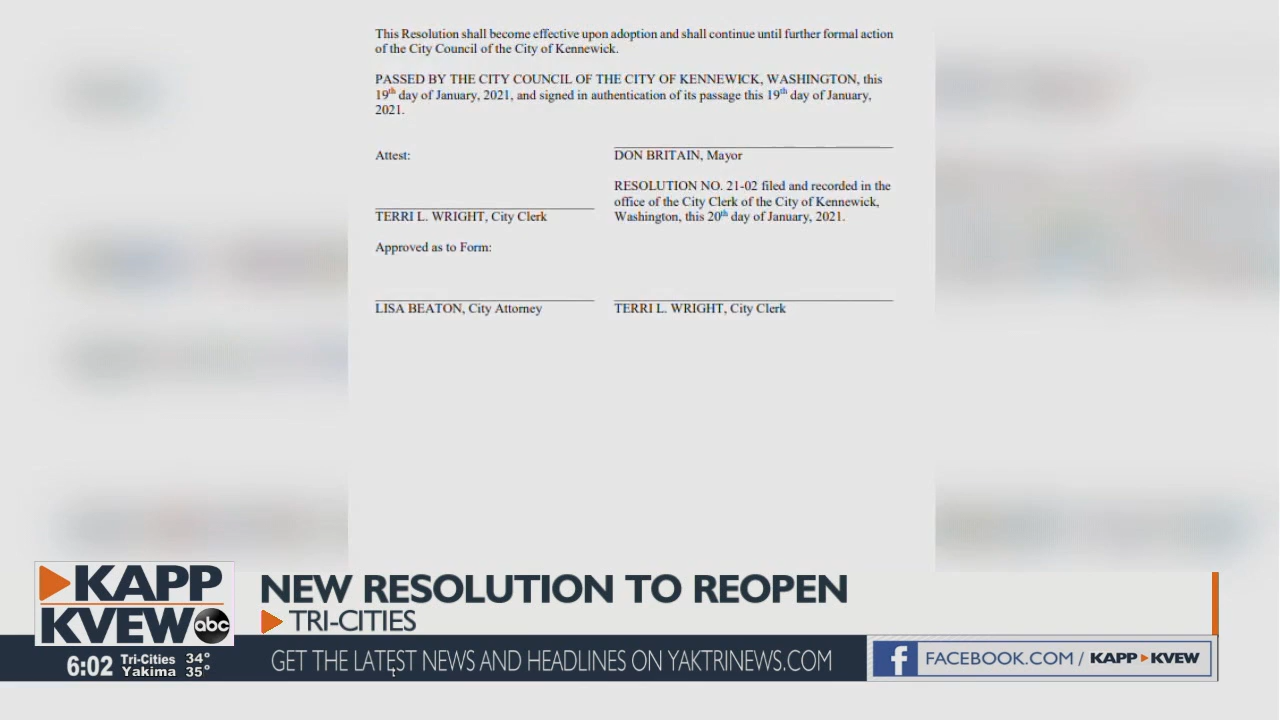 This Resolution shall become effective upon adoption and shall continue until further formal action
of the City Council of the City of Kennewick.
PASSED BY THE CITY COUNCIL OF THE CITY OF KENNEWICK, WASHINGTON, this
19th day of January, 2021, and signed in authentication of its passage this 19th day of January,
2021.
Attest:
DON BRITAIN, Mayor
RESOLUTION NO. 21-02 filed and recorded in the
office of the City Clerk of the City of Kennewick,
Washington, this 20th day of January, 2021.
TERRI L. WRIGHT, City Clerk
Approved as to Form:
LISA BEATON, City Attorney
TERRI L. WRIGHT, City Clerk
KAPP
KVEW abc
NEW RESOLUTION TO REOPEN
TRI-CITIES
6:02
Tri-Cities 34°
Yakima 35°
GET THE LATEST NEWS AND HEADLINES ON YAKTRINEWS.COM
f FACEBOOK.COM / KAPP KVEW